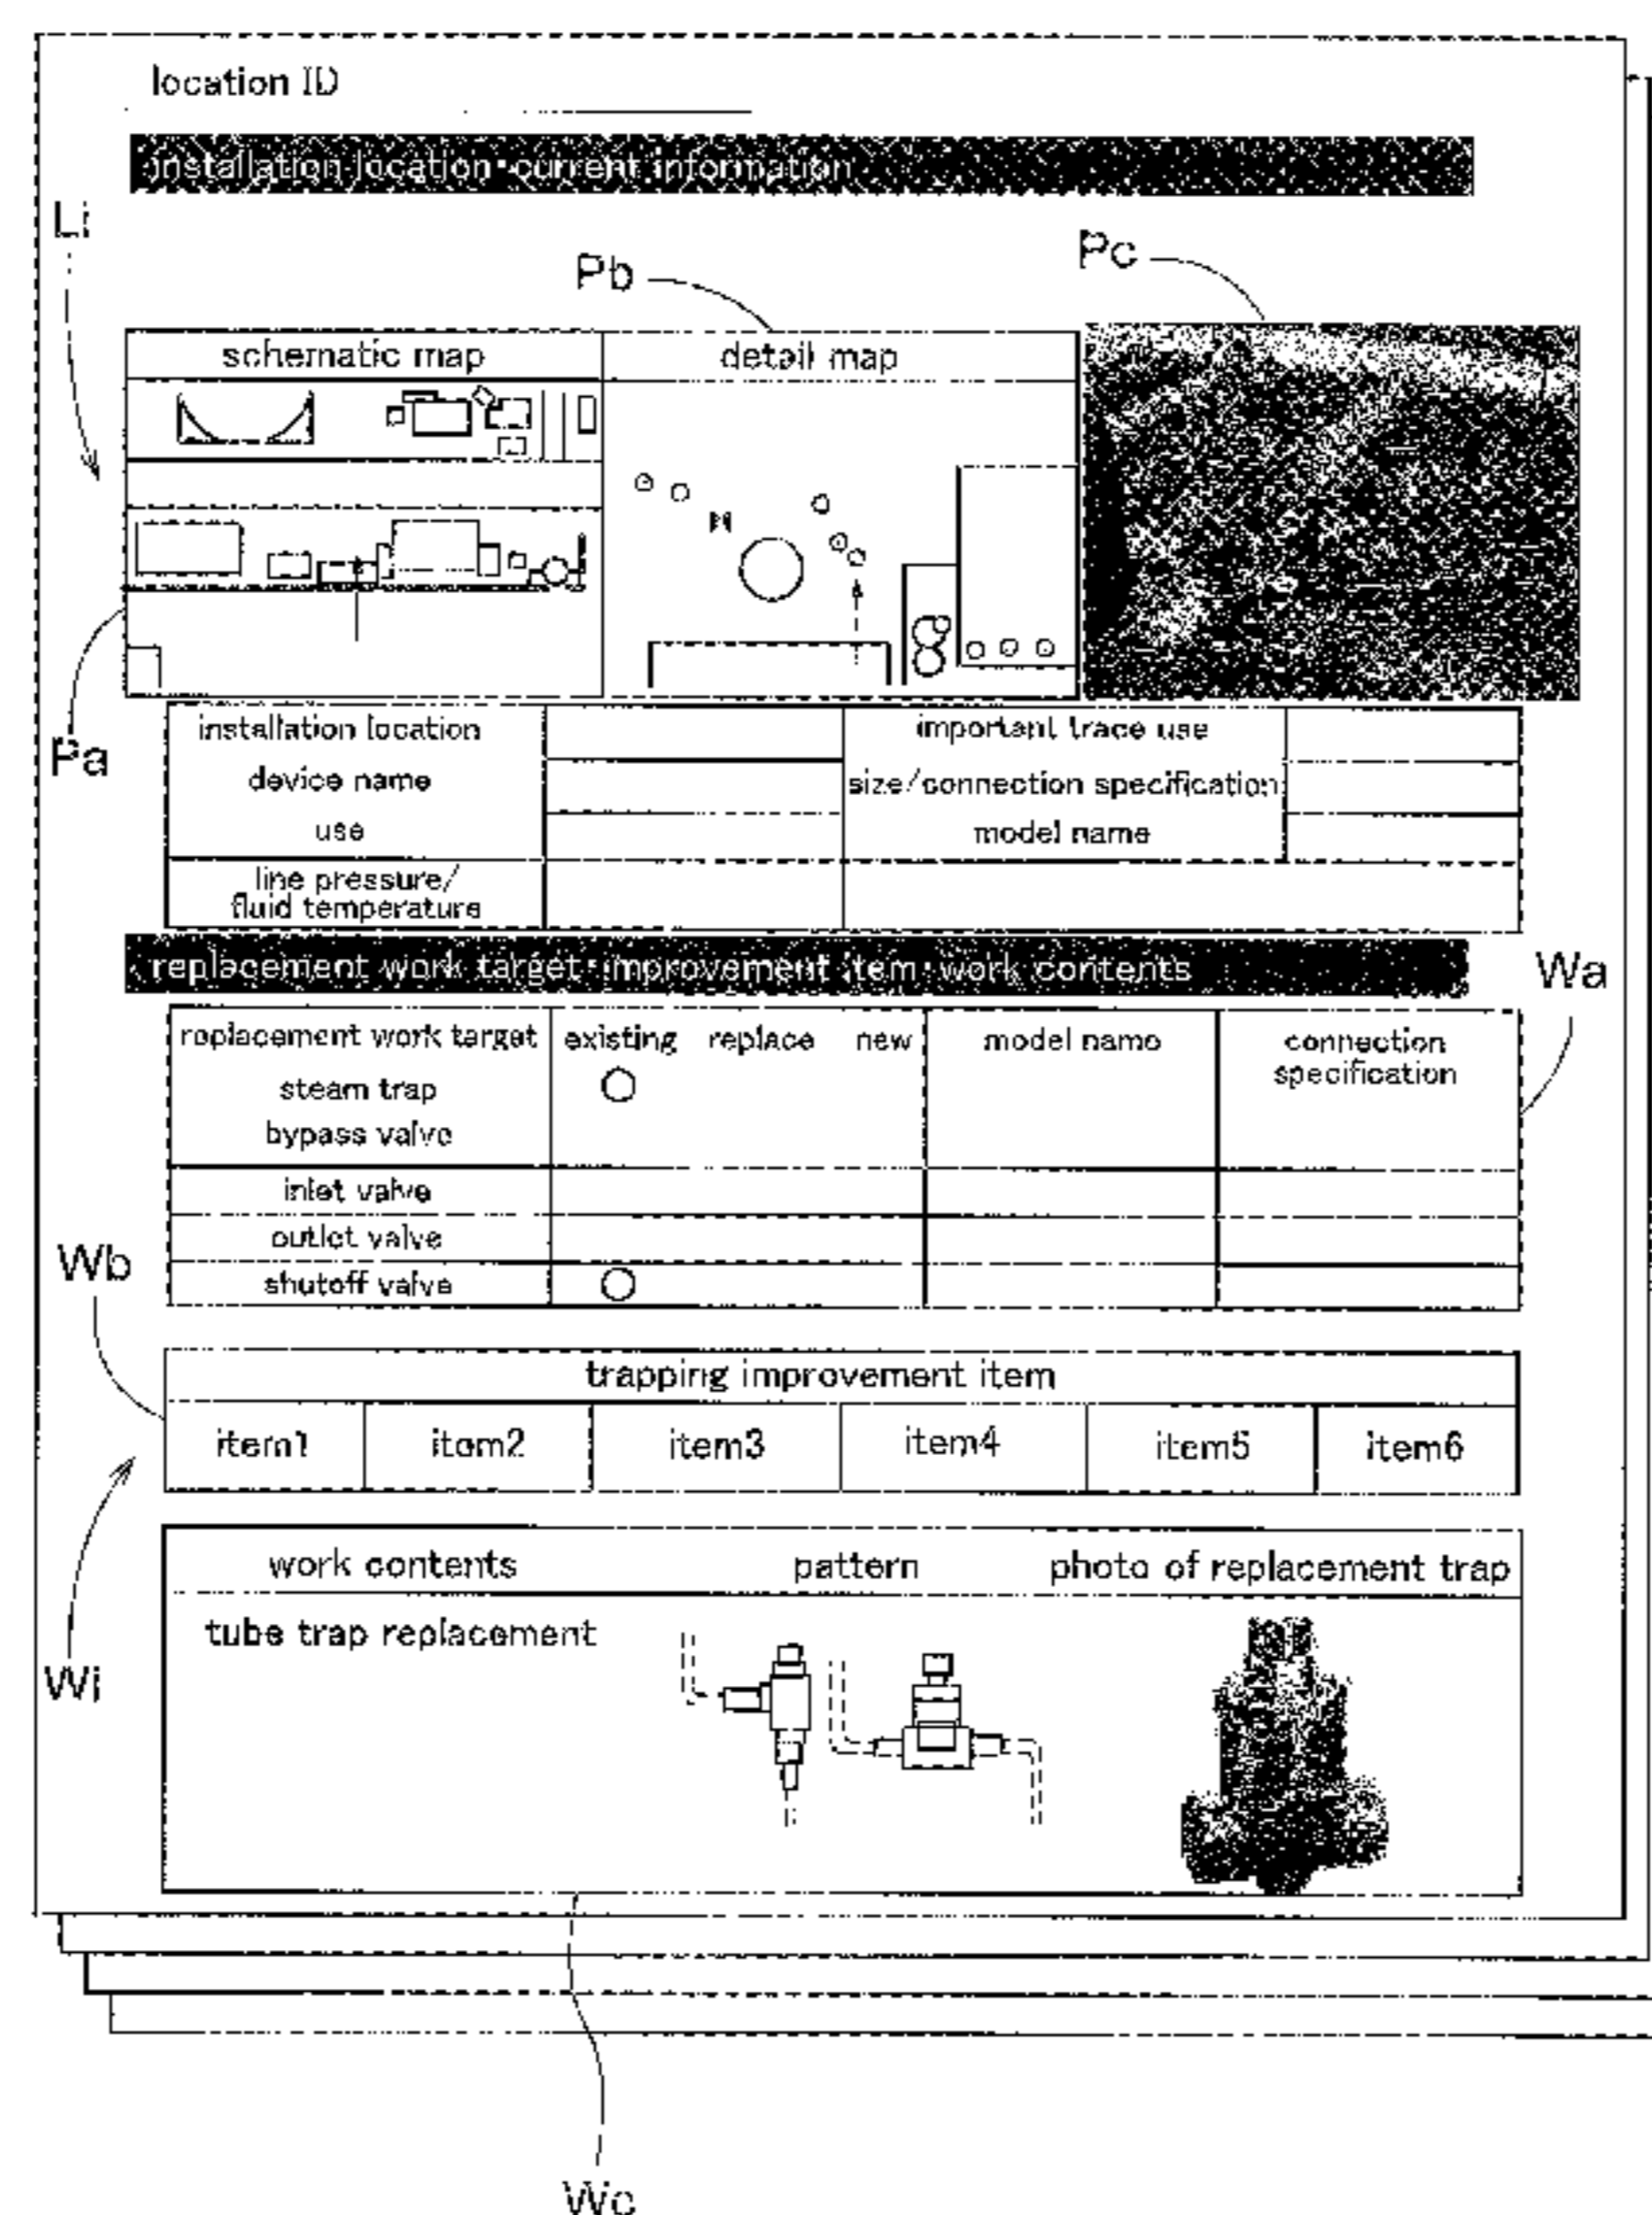 location ID
installation location·current information
Li
Pb
Pc
schematic map
detail map
Pa
installation location
important trace use
device name
size/connection specification
use
model name
line pressure/
fluid temperature
replacement work target·improvement item·work contents
Wa
replacement work target
existing
replace
new
model name
connection
specification
steam trap
bypass valve
inlet valve
outlet valve
shutoff valve
Wb
trapping improvement item
item1
item2
item3
item4
item5
item6
work contents
pattern
photo of replacement trap
tube trap replacement
Wi
Wc